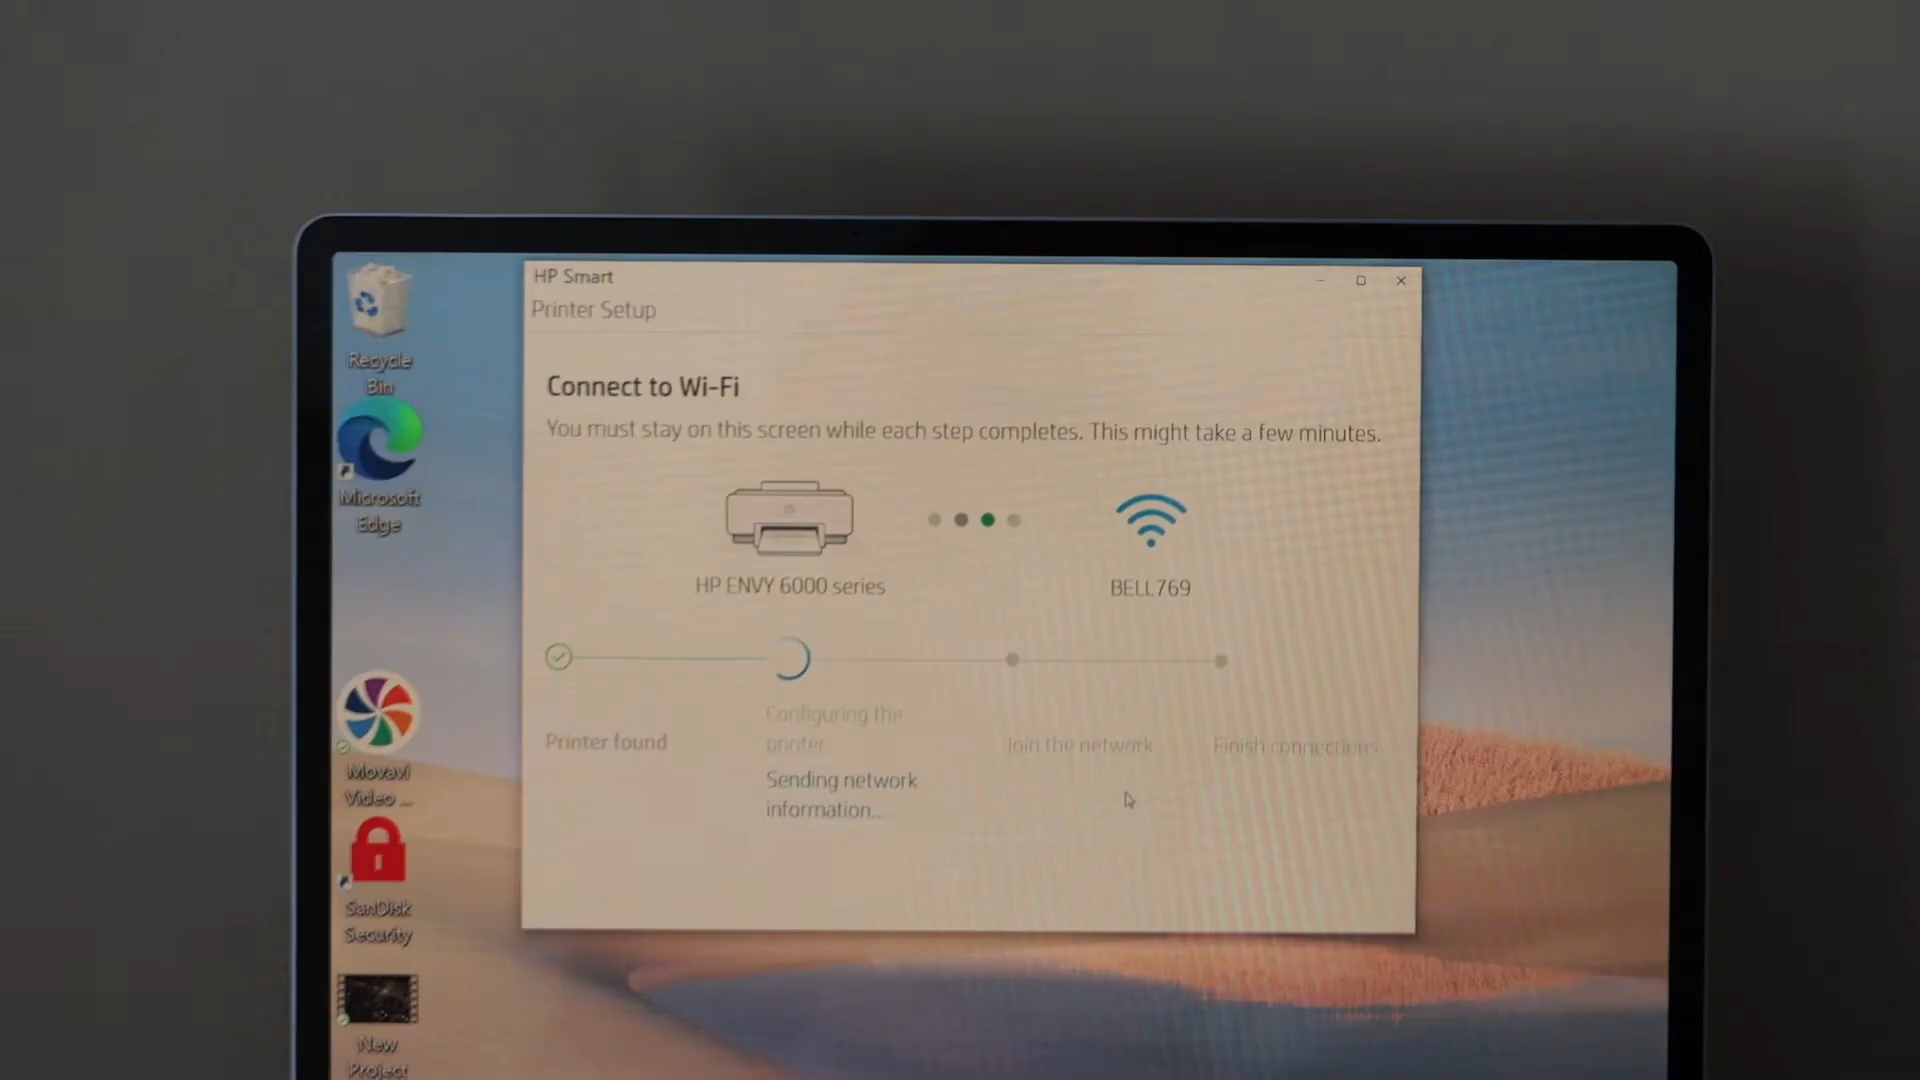 HP Smart
Printer Setup
Connect to Wi-Fi
You must stay on this screen while each step completes. This might take a few minutes.
HP ENVY 6000 series
BELL769
Printer found
Configuring the
printer
Sending network
information...
Join the network
Finish connections
Recycle
Bin
Microsoft
Edge
Movavi
Video ...
SanDisk
Security
New
Project